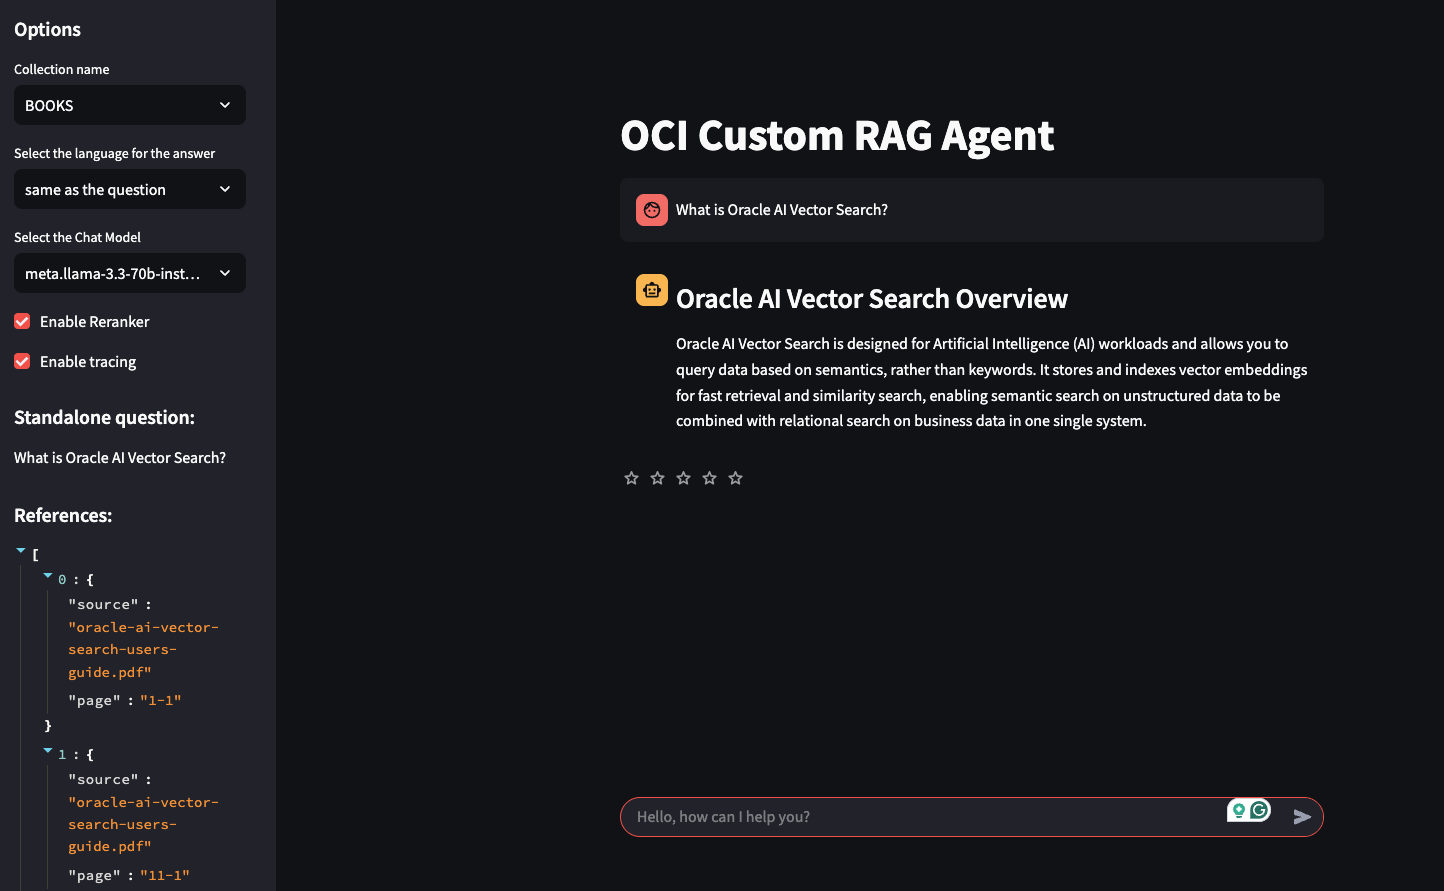 Options
Collection name
BOOKS
Select the language for the answer
same as the question
Select the Chat Model
meta.llama-3.3-70b-inst...
Enable Reranker
Enable tracing
Standalone question:
What is Oracle AI Vector Search?
References:
[
0 : {
"source" :
"oracle-ai-vector-
search-users-
guide.pdf"
"page" : "1-1"
}
1 : {
"source" :
"oracle-ai-vector-
search-users-
guide.pdf"
"page" : "11-1"
OCI Custom RAG Agent
What is Oracle AI Vector Search?
Oracle AI Vector Search Overview
Oracle AI Vector Search is designed for Artificial Intelligence (AI) workloads and allows you to
query data based on semantics, rather than keywords. It stores and indexes vector embeddings
for fast retrieval and similarity search, enabling semantic search on unstructured data to be
combined with relational search on business data in one single system.
Hello, how can I help you?